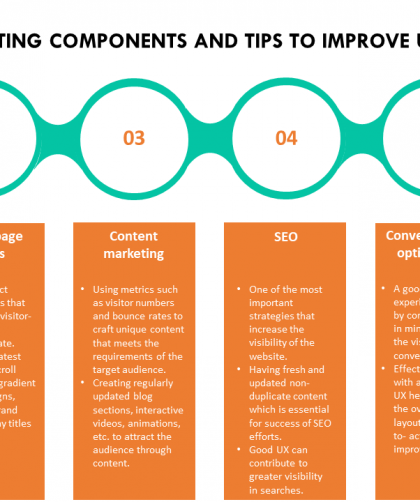 TING COMPONENTS AND TIPS TO IMPROVE U
03
04
page
s
ct
s that
visitor-
te.
atest
roll
gradient
gns,
rand
y titles
Content
marketing
• Using metrics such
as visitor numbers
and bounce rates to
craft unique content
that meets the
requirements of the
target audience.
• Creating regularly
updated blog
sections, interactive
videos, animations,
etc. to attract the
audience through
content.
SEO
• One of the most
important
strategies that
increase the
visibility of the
website.
• Having fresh and
updated non-
duplicate content
which is essential
for success of SEO
efforts.
• Good UX can
contribute to
greater visibility
in searches.
Conve
opti
• A goo
experi
by con
in min
the vis
conve
• Effect
with a
UX he
the ov
layout
to- ac
impro